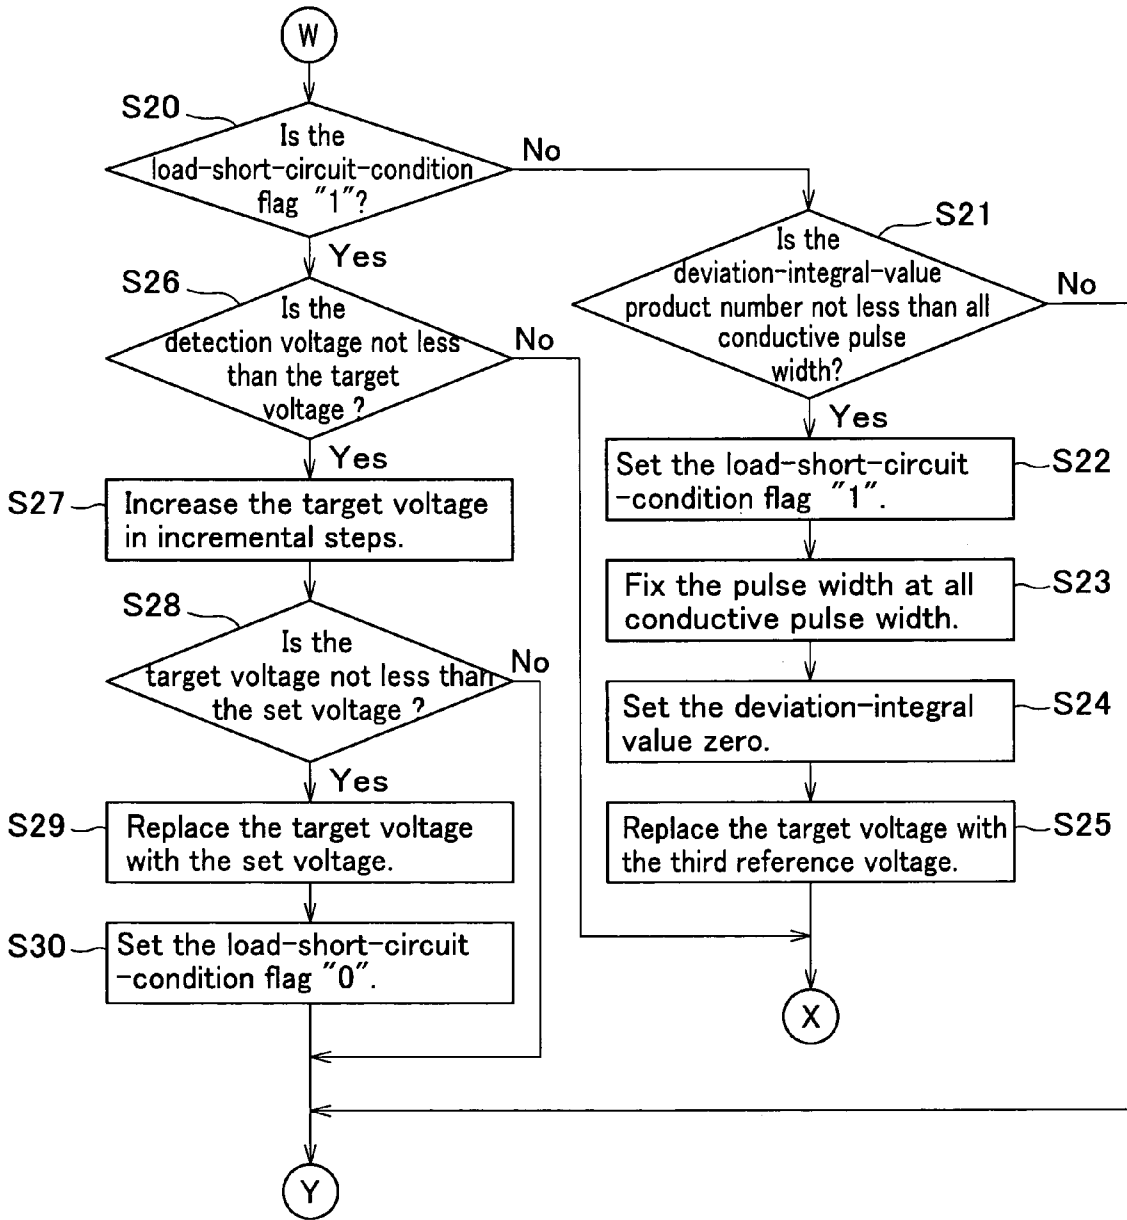 W
S20
Is the
load-short-circuit-condition
flag "1"?
No
Yes
S21
Is the
deviation-integral-value
product number not less than all
conductive pulse
width?
No
Yes
S26
Is the
detection voltage not less
than the target
voltage ?
No
Yes
S22
Set the load-short-circuit
-condition flag "1".
S27
Increase the target voltage
in incremental steps.
S23
Fix the pulse width at all
conductive pulse width.
S28
Is the
target voltage not less than
the set voltage ?
No
Yes
S24
Set the deviation-integral
value zero.
S29
Replace the target voltage
with the set voltage.
S25
Replace the target voltage with
the third reference voltage.
S30
Set the load-short-circuit
-condition flag "0".
X
Y